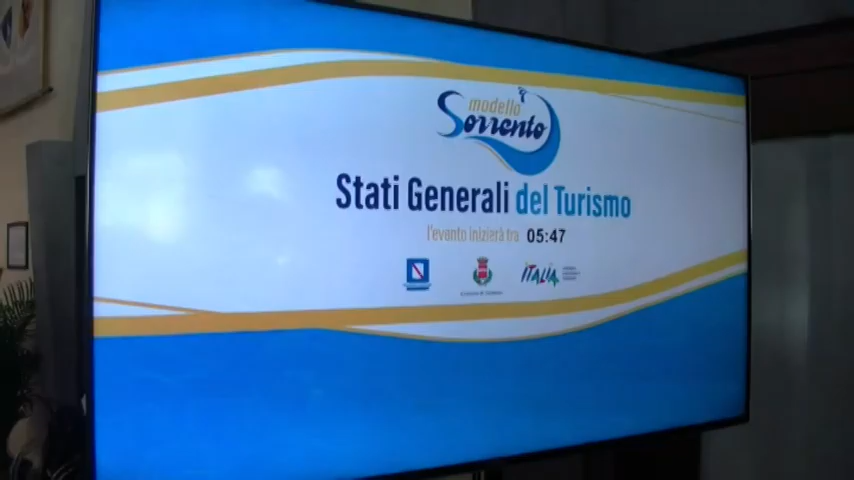 modello
Sorrento
Stati Generali del Turismo
l'evento inizierà tra 05:47
ITALIA